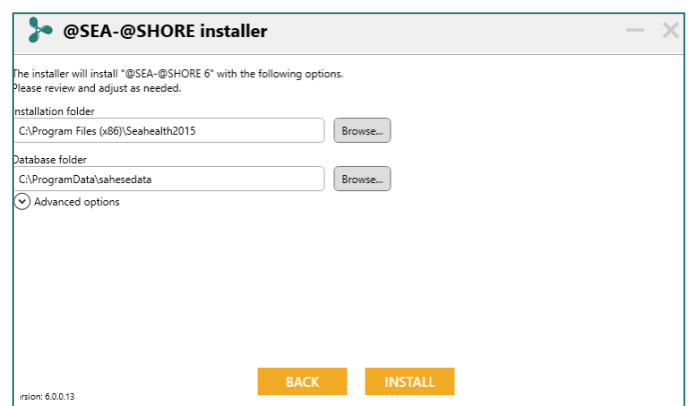 @SEA-@SHORE installer
The installer will install "@SEA-@SHORE 6" with the following options.
Please review and adjust as needed.
nstallation folder
C:\Program Files (x86)\Seahealth2015 Browse...
Database folder
C:\ProgramData\sahesedata Browse...
Advanced options
BACK INSTALL
ersion: 6.0.0.13